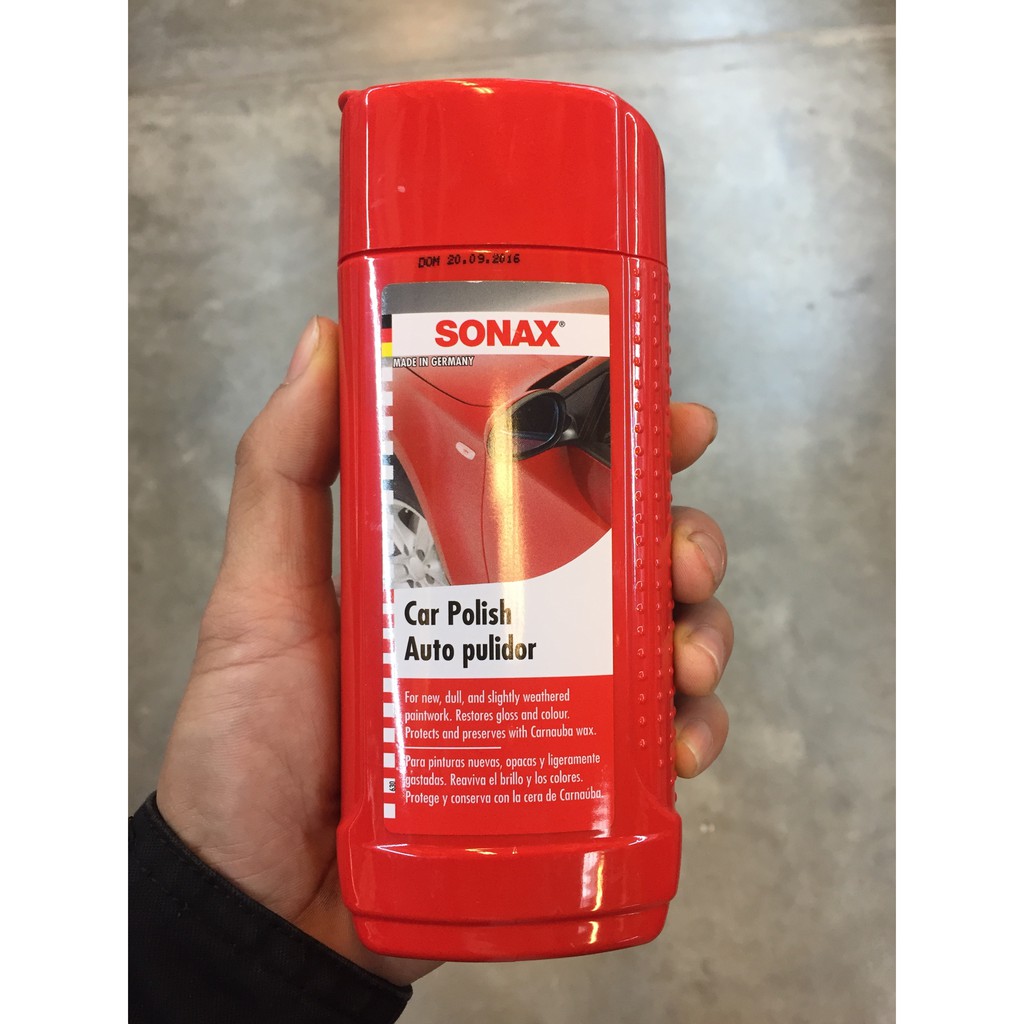 DOM 20.09.2016
SONAX®
MADE IN GERMANY
Car Polish
Auto pulidor
For new, dull, and slightly weathered
paintwork. Restores gloss and colour.
Protects and preserves with Carnauba wax.
Para pinturas nuevas, opacas y ligeramente
gastadas. Reaviva el brillo y los colores.
Protege y conserva con la cera de Carnaúba.